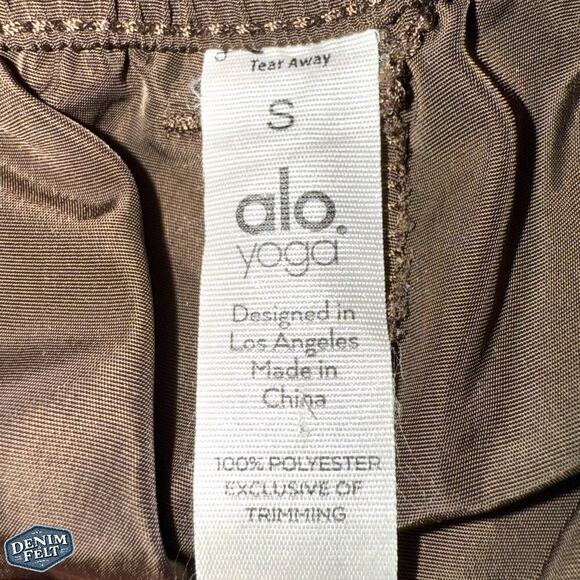 Tear Away
S
alo.
yoga
Designed in
Los Angeles
Made in
China
100% POLYESTER
EXCLUSIVE OF
TRIMMING
DENIM
FELT